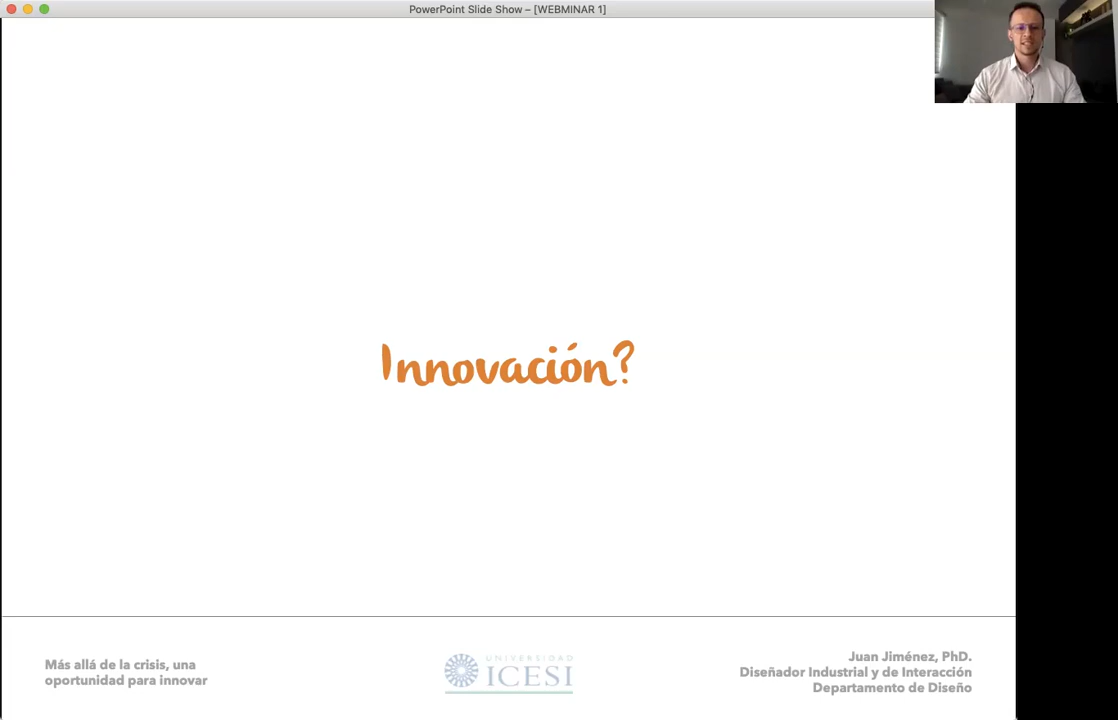 PowerPoint Slide Show – [WEBMINAR 1]
Innovación?
Más allá de la crisis, una
oportunidad para innovar
UNIVERSIDAD
ICESI
Juan Jiménez, PhD.
Diseñador Industrial y de Interacción
Departamento de Diseño